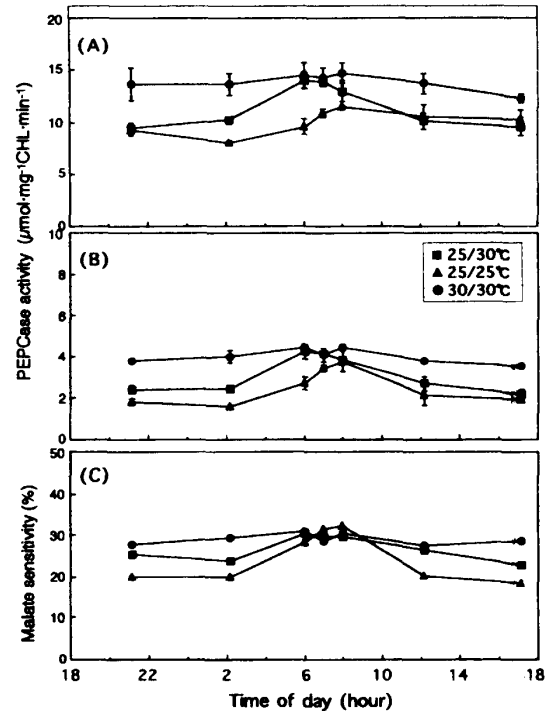 PEPCase activity (μmol·mg⁻¹CHL·min⁻¹)
(A)
20
15
10
5
0
(B)
10
8
6
4
2
0
■ 25/30℃
▲ 25/25℃
● 30/30℃
Malate sensitivity (%)
(C)
50
40
30
20
10
0
18 22 2 6 10 14 18
Time of day (hour)